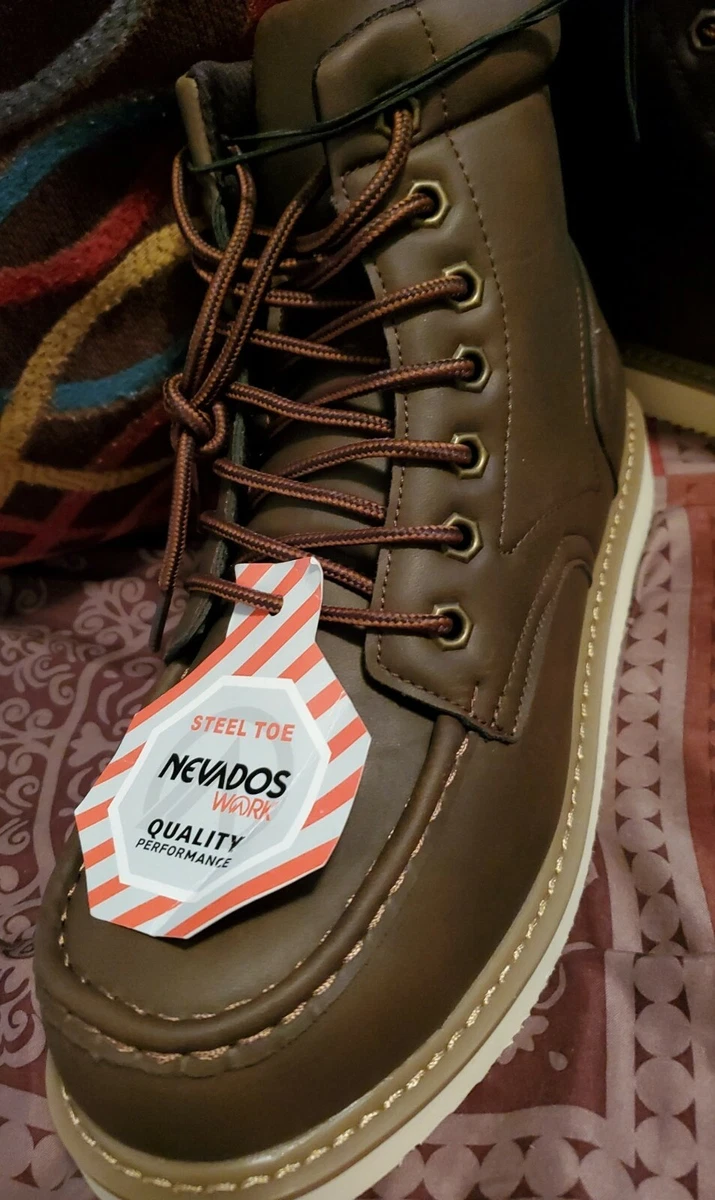 STEEL TOE
NEVADOS
WORK
QUALITY
PERFORMANCE